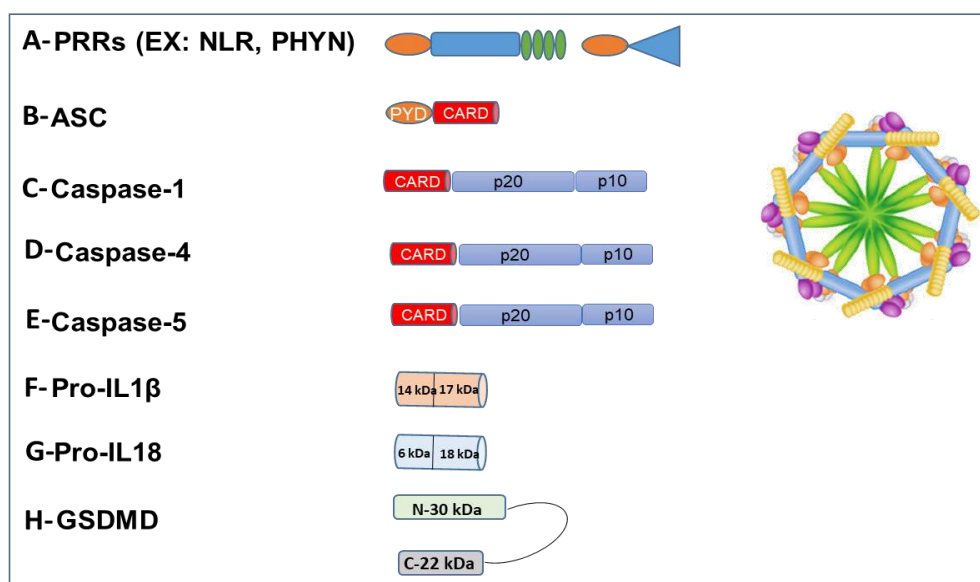 A-PRRs (EX: NLR, PHYN)
B-ASC
PYD CARD
C-Caspase-1
CARD p20 p10
D-Caspase-4
CARD p20 p10
E-Caspase-5
CARD p20 p10
F-Pro-IL1β
14 kDa 17 kDa
G-Pro-IL18
6 kDa 18 kDa
H-GSDMD
N-30 kDa
C-22 kDa